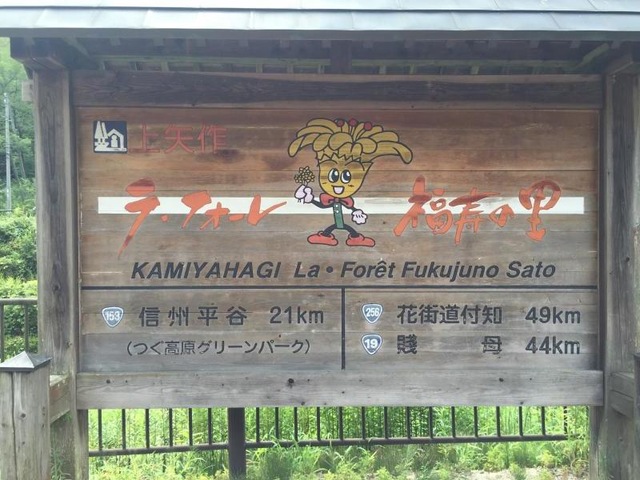 上矢作
ラ・フォーレ 福寿の里
KAMIYAHAGI La・Forêt Fukujuno Sato
153 信州平谷 21km
(つぐ高原グリーンパーク)
256 花街道付知 49km
19 賤母 44km